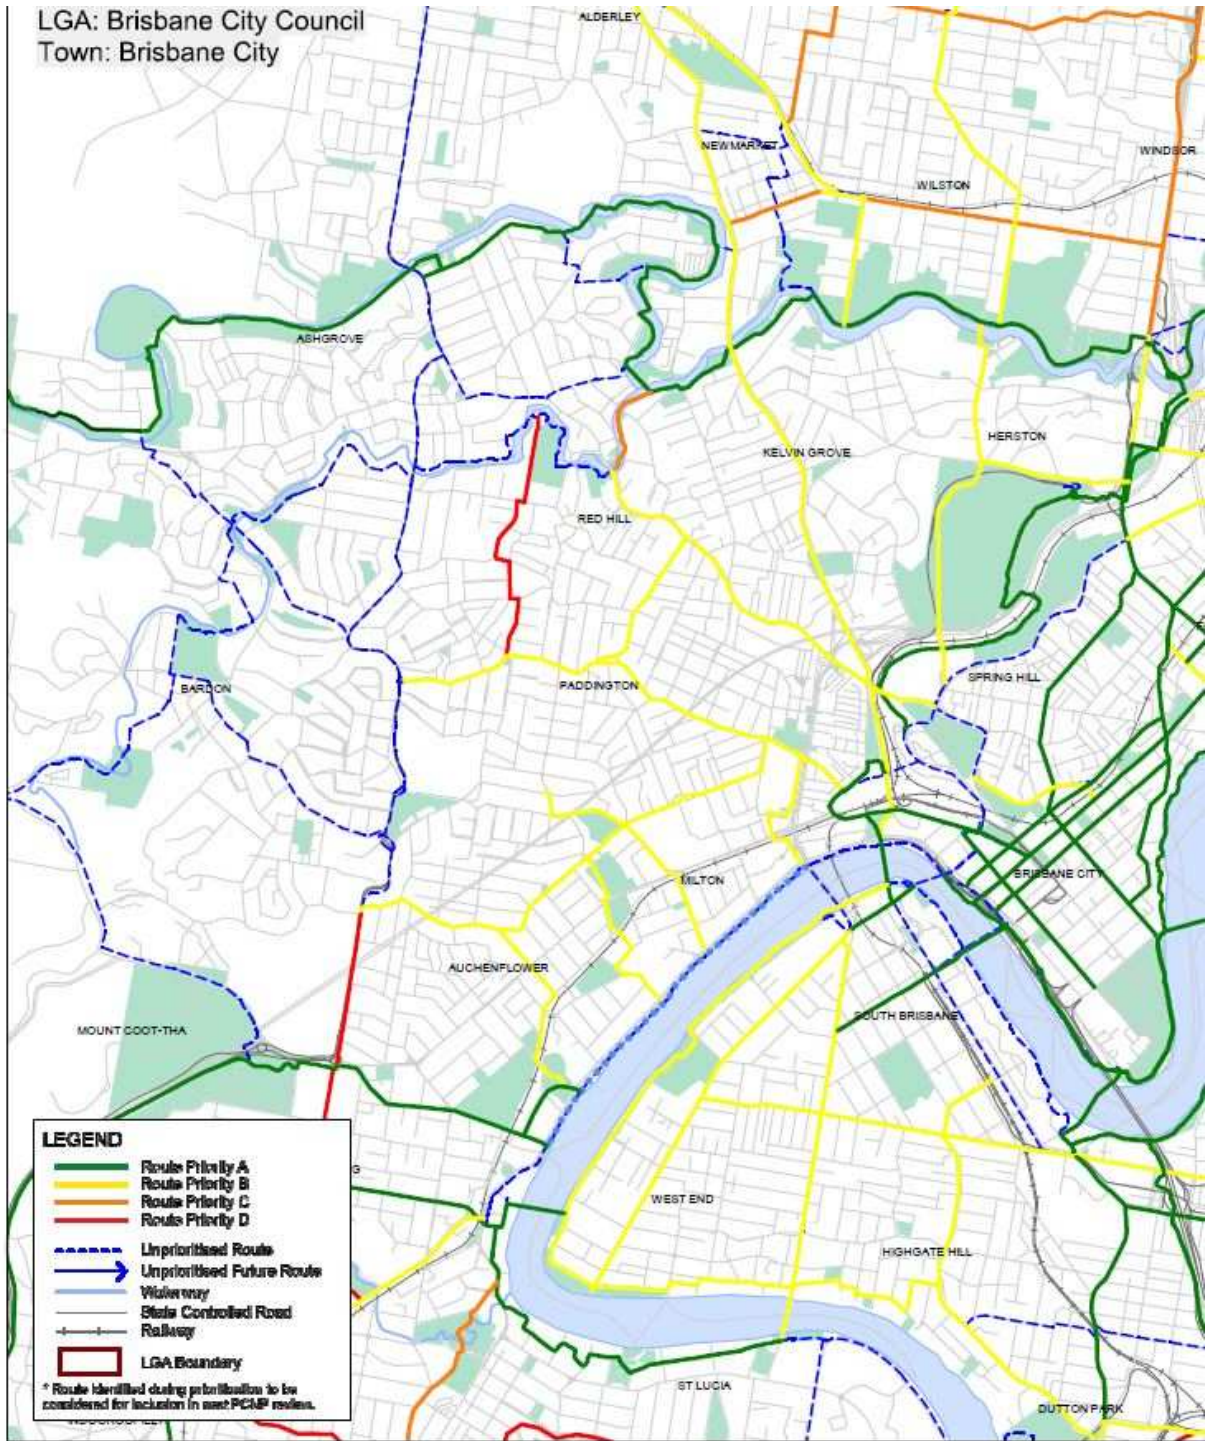 LGA: Brisbane City Council
Town: Brisbane City
ALDERLEY
NEWMARKET
WINDSOR
WILSTON
ASHGROVE
HERSTON
KELVIN GROVE
RED HILL
SPRING HILL
PADDINGTON
BARDON
BRISBANE CITY
MILTON
AUCHENFLOWER
SOUTH BRISBANE
MOUNT COOT-THA
LEGEND
Route Priority A
Route Priority B
Route Priority C
Route Priority D
Unprioritised Route
Unprioritised Future Route
Waterway
State Controlled Road
Railway
LGA Boundary
* Route identified during prioritisation to be
considered for inclusion in next PCNP review.
G
WEST END
HIGHGATE HILL
ST LUCIA
DUTTON PARK